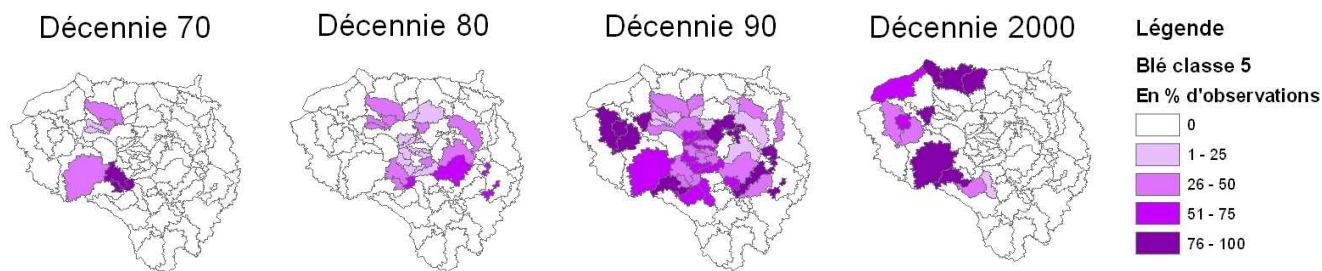 Décennie 70
Décennie 80
Décennie 90
Décennie 2000
Légende
Blé classe 5
En % d'observations
0
1 - 25
26 - 50
51 - 75
76 - 100